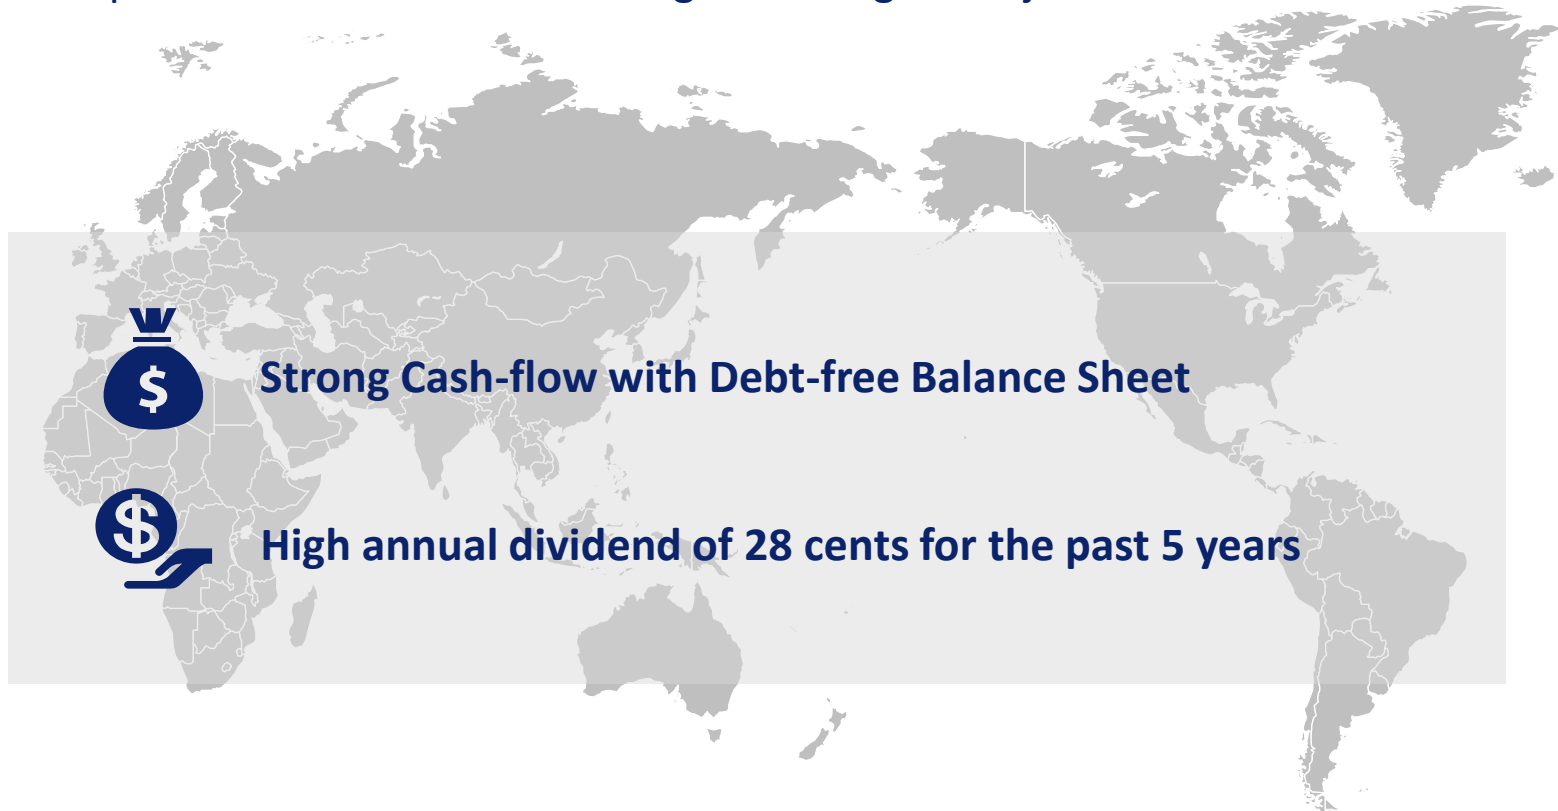 $
Strong Cash-flow with Debt-free Balance Sheet
$
High annual dividend of 28 cents for the past 5 years